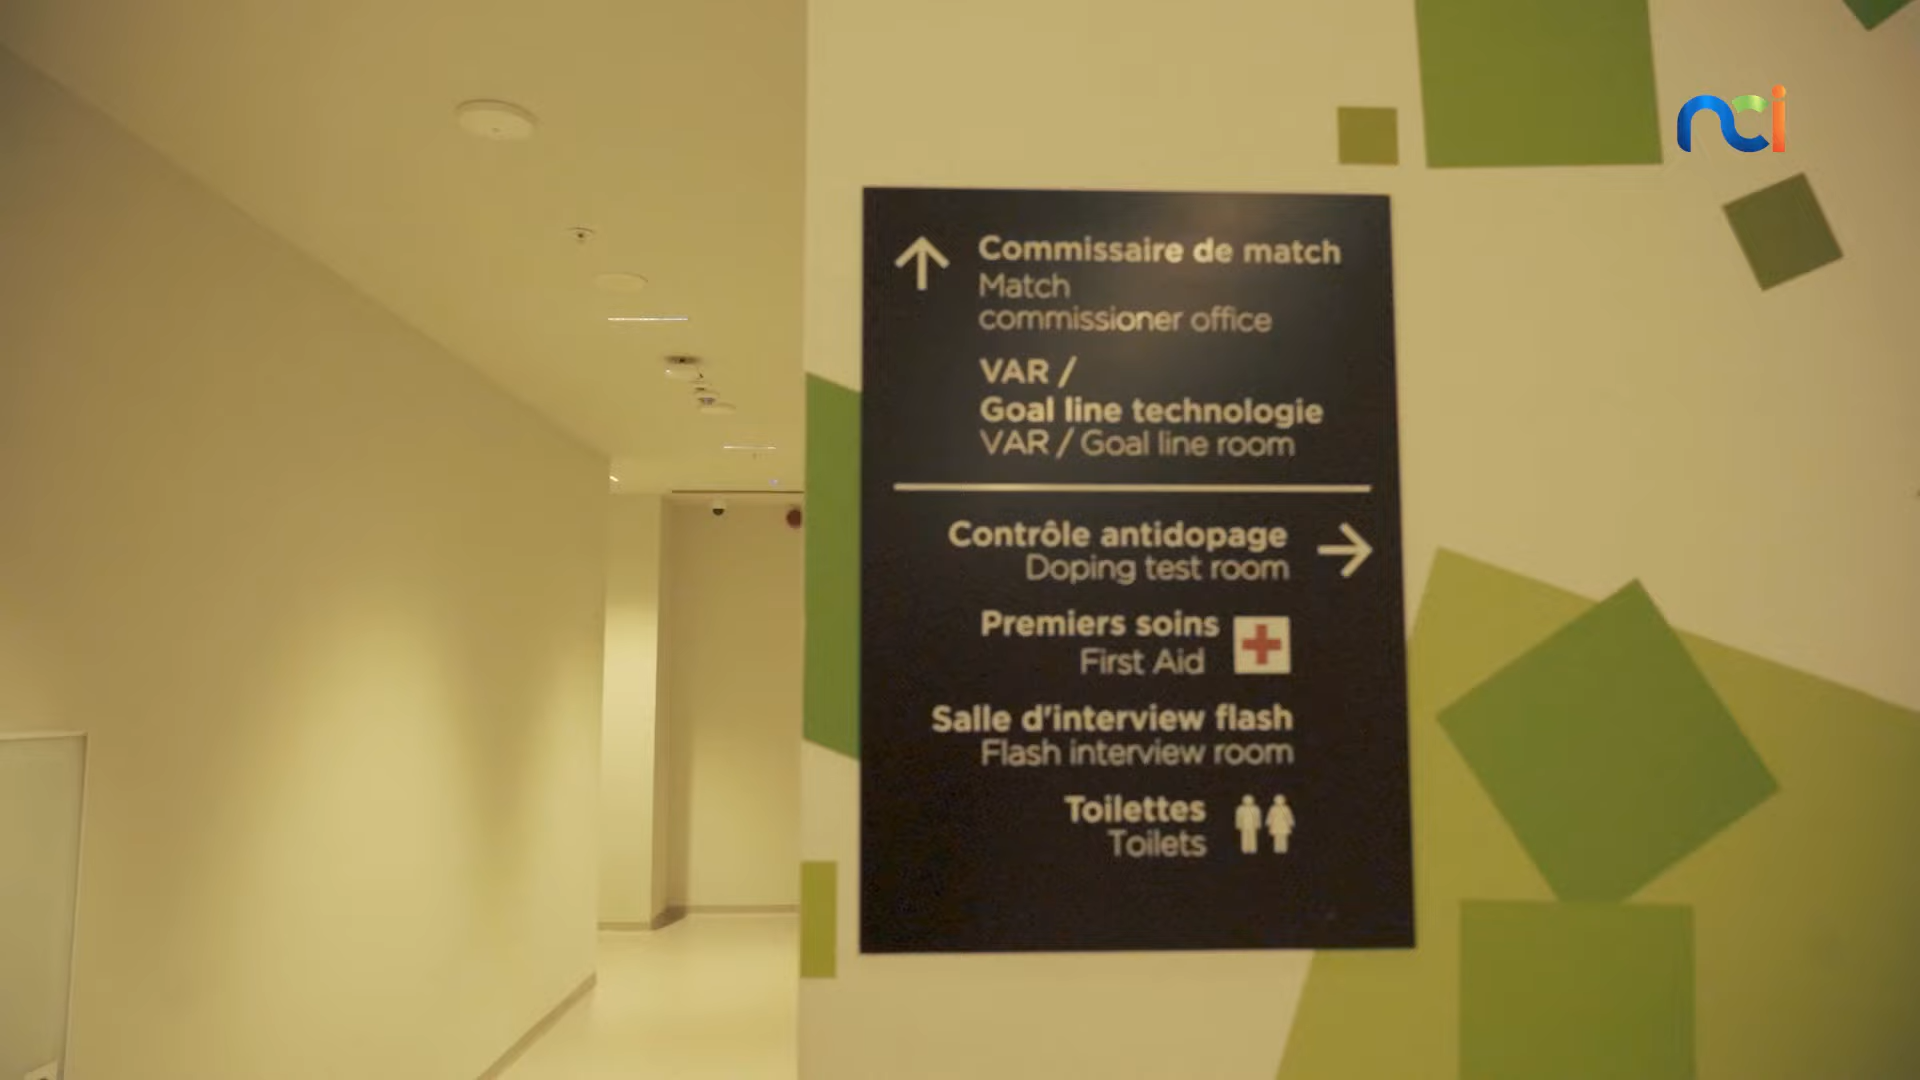 nci
Commissaire de match
Match
commissioner office
VAR /
Goal line technologie
VAR / Goal line room
Contrôle antidopage
Doping test room
Premiers soins
First Aid
Salle d'interview flash
Flash interview room
Toilettes
Toilets